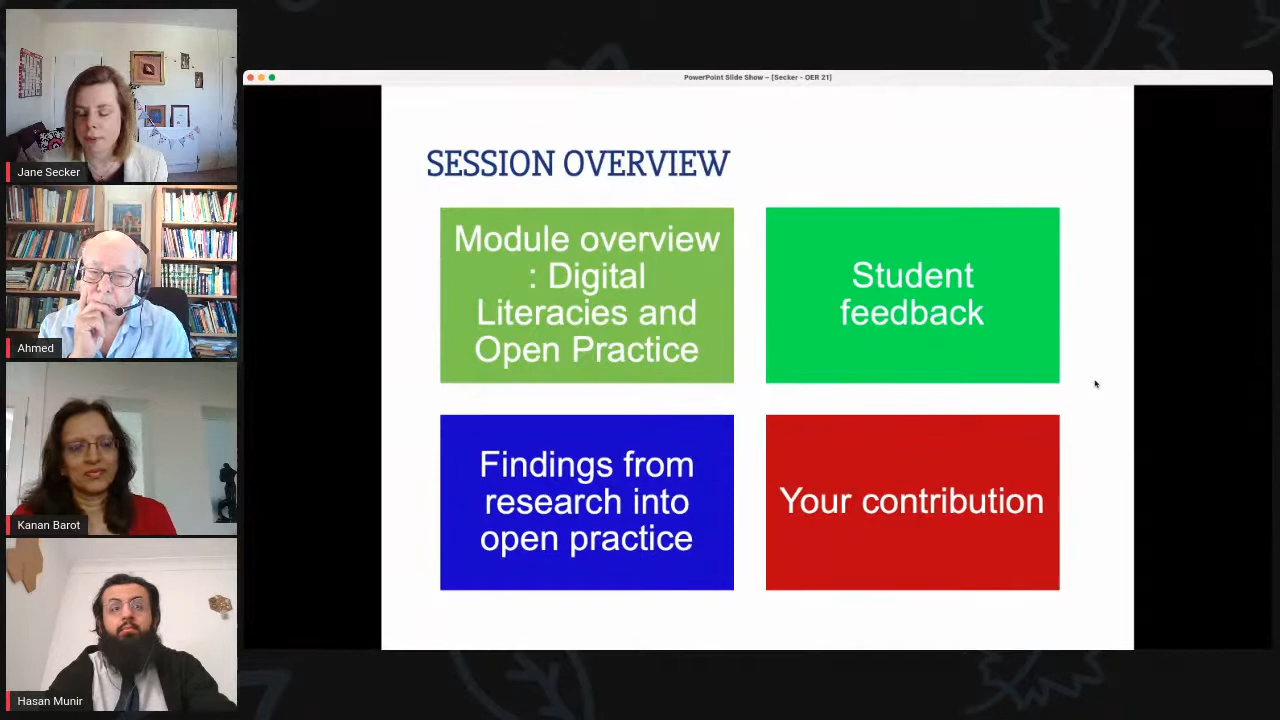 PowerPoint Slide Show – [Secker - OER 21]
SESSION OVERVIEW
Module overview
: Digital
Literacies and
Open Practice
Student
feedback
Findings from
research into
open practice
Your contribution
Jane Secker
Ahmed
Kanan Barot
Hasan Munir